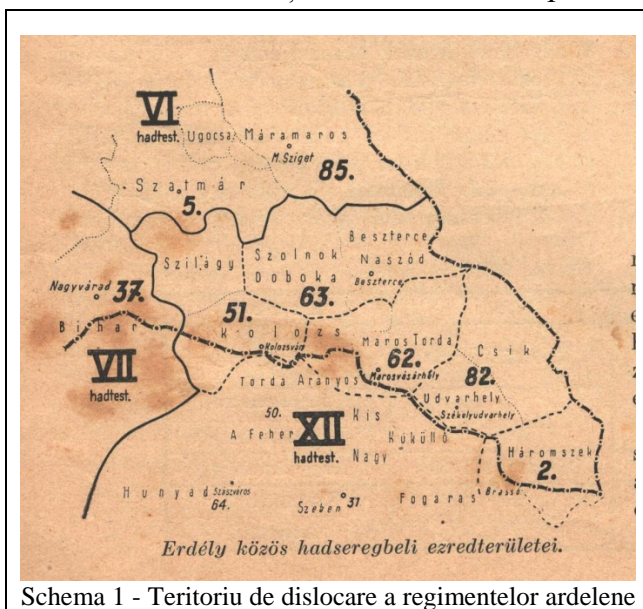 VI
hadtest.
Ugocsa
Máramaros
M. Sziget
85.
Szatmár
5.
Szilágy
Szolnok
Doboka
Beszterce
Naszód
Beszterce
63.
Nagyvárad
37.
51.
Bihar
Kolozs
Kolozsvár
VII
hadtest.
Maros Torda
62.
Marosvásárhely
Csik
82.
Udvarhely
Székelyudvarhely
Torda Aranyos
50.
A Feher
XII
hadtest.
Kis
Küküllő
Nagy
Háromszek
2.
Hunyad
Szászváros
64.
Szeben
31
Fogaras
Brassó
Erdély közös hadseregbeli ezredterületei.
Schema 1 - Teritoriu de dislocare a regimentelor ardelene